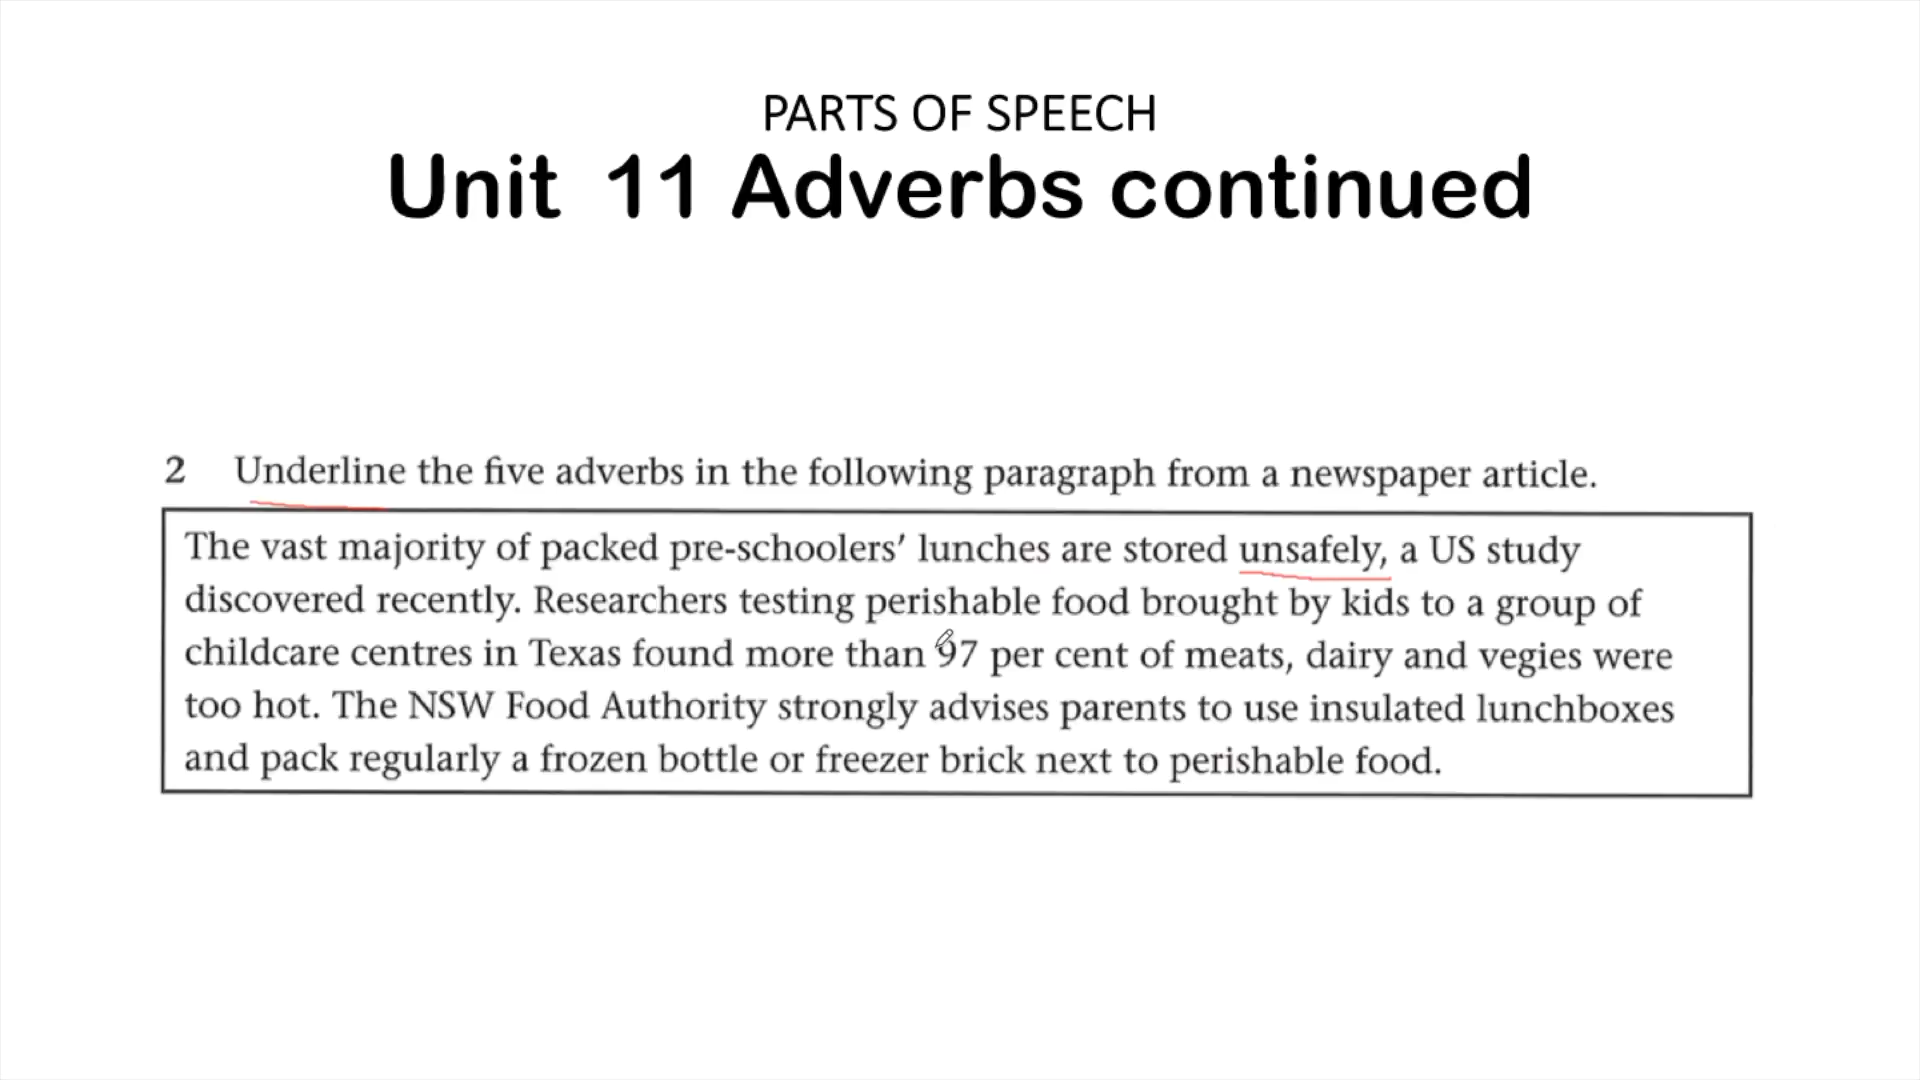 PARTS OF SPEECH
Unit 11 Adverbs continued
2 Underline the five adverbs in the following paragraph from a newspaper article.
The vast majority of packed pre-schoolers’ lunches are stored unsafely, a US study
discovered recently. Researchers testing perishable food brought by kids to a group of
childcare centres in Texas found more than 97 per cent of meats, dairy and vegies were
too hot. The NSW Food Authority strongly advises parents to use insulated lunchboxes
and pack regularly a frozen bottle or freezer brick next to perishable food.